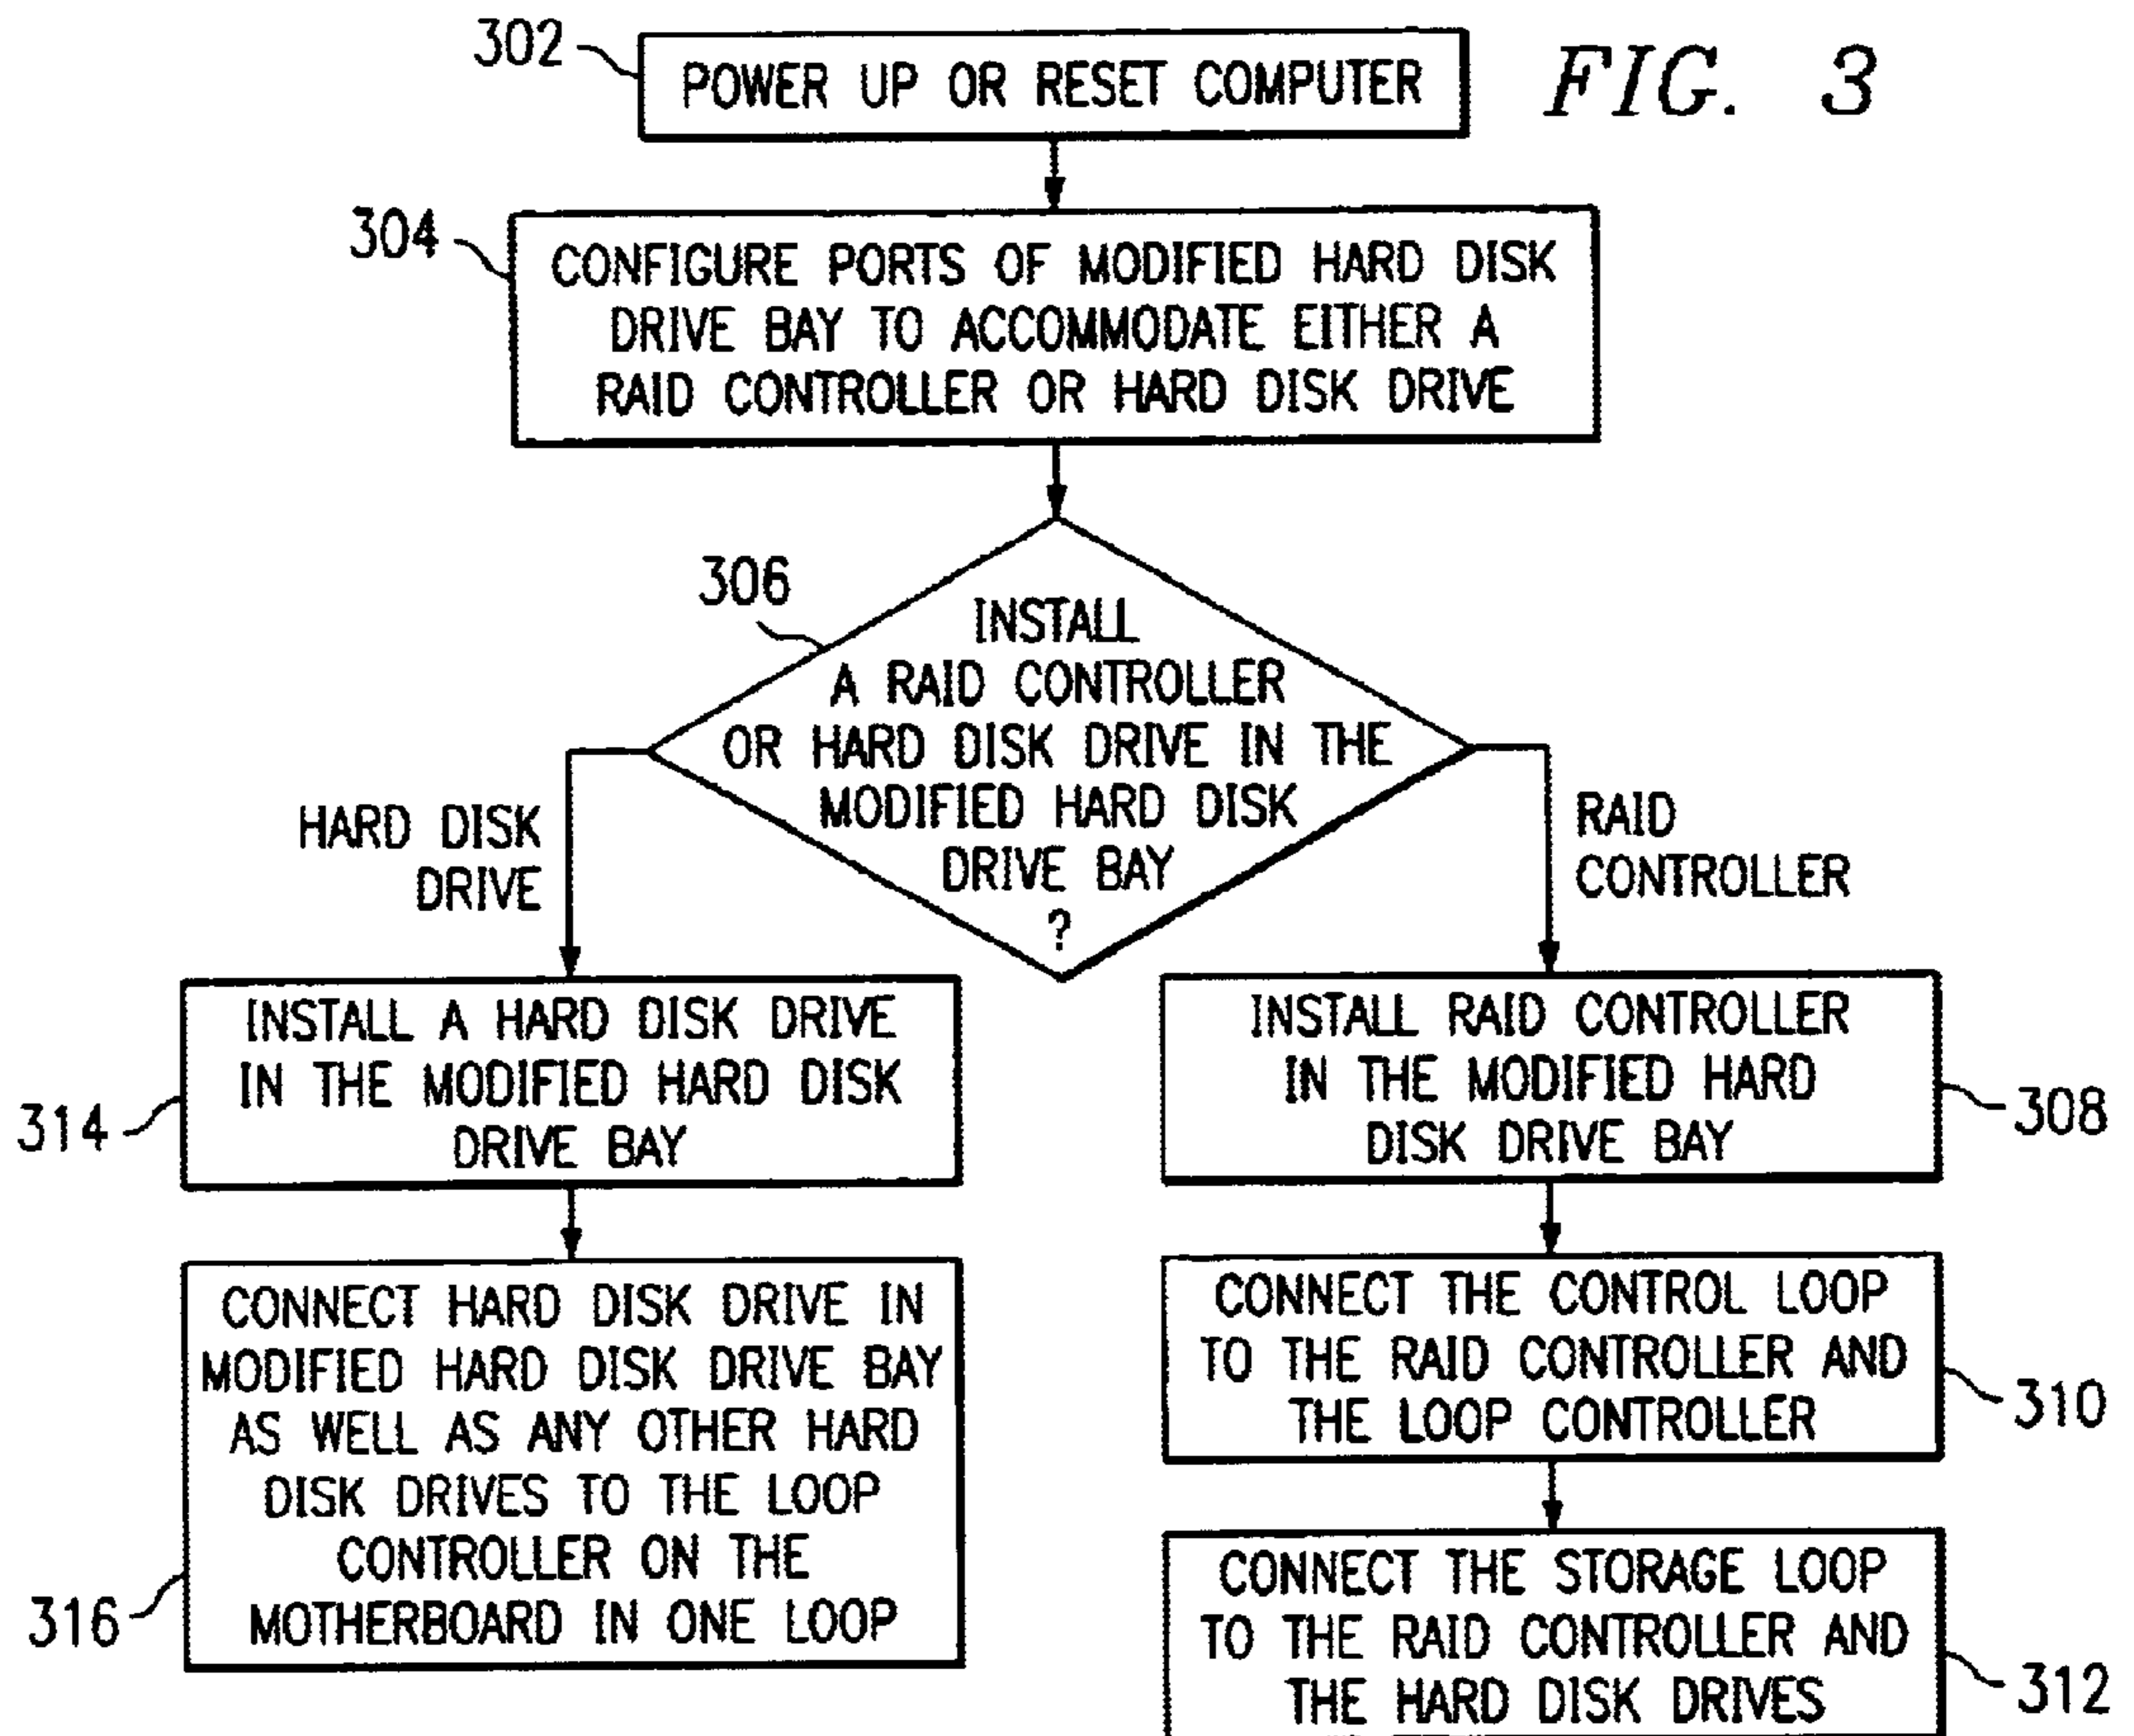 302
POWER UP OR RESET COMPUTER
FIG. 3
304
CONFIGURE PORTS OF MODIFIED HARD DISK
DRIVE BAY TO ACCOMMODATE EITHER A
RAID CONTROLLER OR HARD DISK DRIVE
306
INSTALL
A RAID CONTROLLER
OR HARD DISK DRIVE IN THE
MODIFIED HARD DISK
DRIVE BAY
?
HARD DISK
DRIVE
RAID
CONTROLLER
INSTALL A HARD DISK DRIVE
IN THE MODIFIED HARD DISK
DRIVE BAY
314
INSTALL RAID CONTROLLER
IN THE MODIFIED HARD
DISK DRIVE BAY
308
CONNECT HARD DISK DRIVE IN
MODIFIED HARD DISK DRIVE BAY
AS WELL AS ANY OTHER HARD
DISK DRIVES TO THE LOOP
CONTROLLER ON THE
MOTHERBOARD IN ONE LOOP
316
CONNECT THE CONTROL LOOP
TO THE RAID CONTROLLER AND
THE LOOP CONTROLLER
310
CONNECT THE STORAGE LOOP
TO THE RAID CONTROLLER AND
THE HARD DISK DRIVES
312